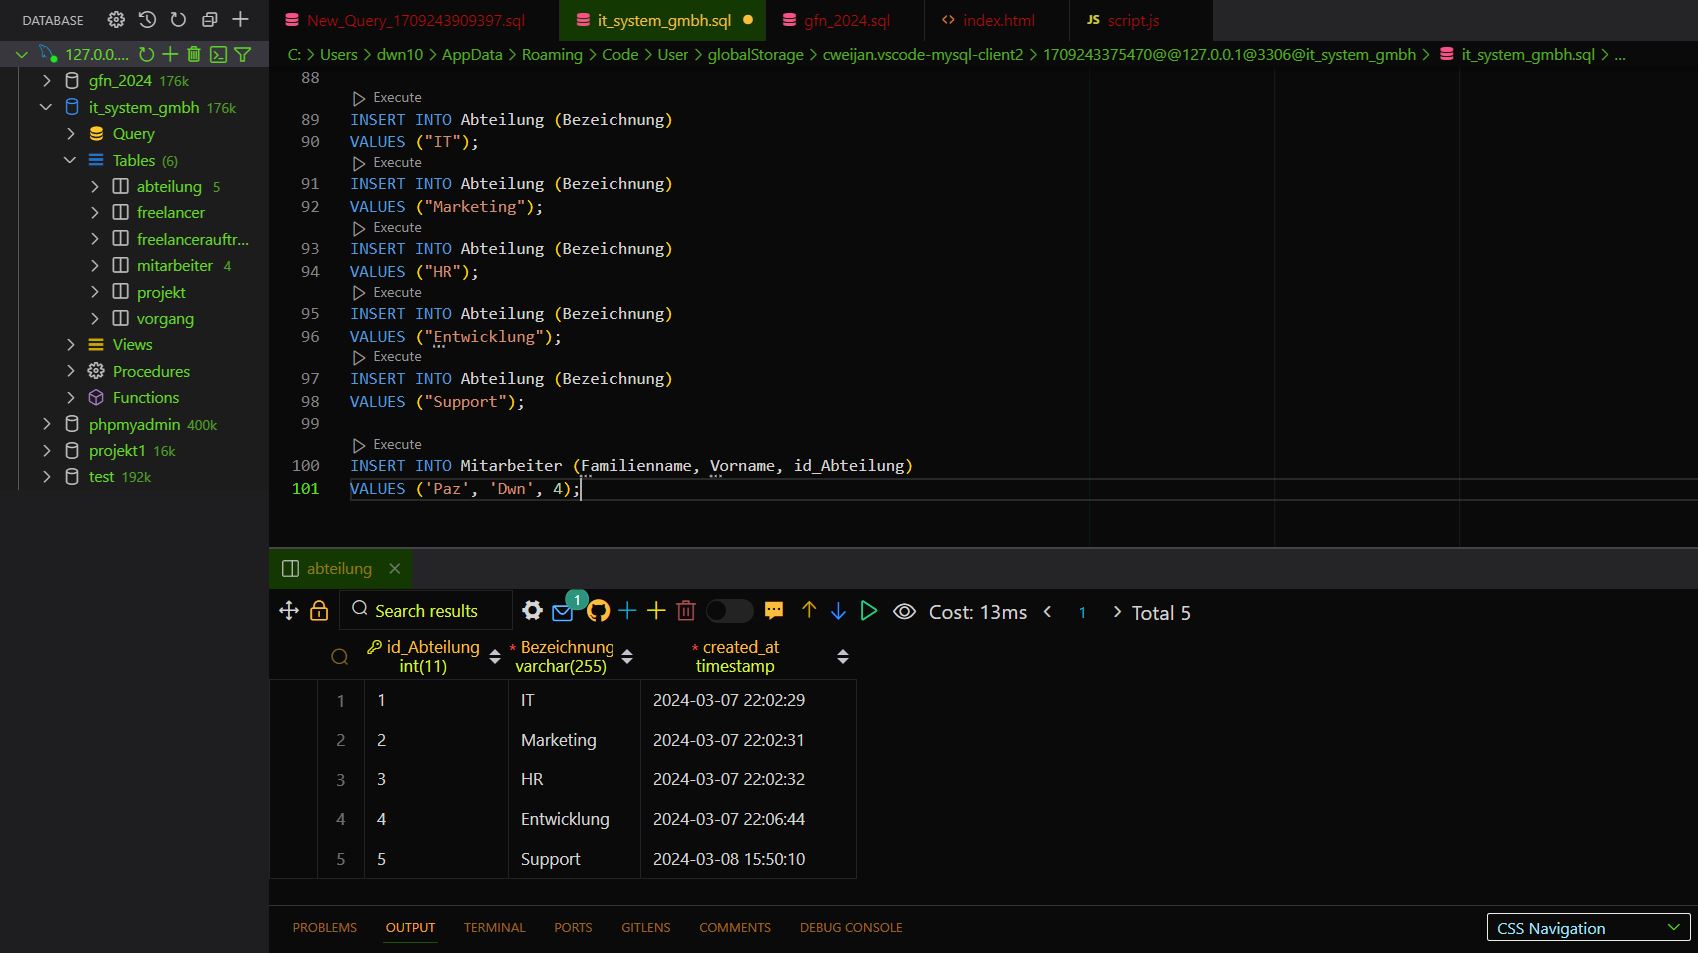 DATABASE
127.0.0....
gfn_2024 176k
it_system_gmbh 176k
Query
Tables (6)
abteilung 5
freelancer
freelancerauftr...
mitarbeiter 4
projekt
vorgang
Views
Procedures
Functions
phpmyadmin 400k
projekt1 16k
test 192k
New_Query_1709243909397.sql
it_system_gmbh.sql
gfn_2024.sql
<> index.html
JS script.js
C: > Users > dwn10 > AppData > Roaming > Code > User > globalStorage > cweijan.vscode-mysql-client2 > 1709243375470@@127.0.0.1@3306@it_system_gmbh > it_system_gmbh.sql > ...
88
Execute
89 INSERT INTO Abteilung (Bezeichnung)
90 VALUES ("IT");
Execute
91 INSERT INTO Abteilung (Bezeichnung)
92 VALUES ("Marketing");
Execute
93 INSERT INTO Abteilung (Bezeichnung)
94 VALUES ("HR");
Execute
95 INSERT INTO Abteilung (Bezeichnung)
96 VALUES ("Entwicklung");
Execute
97 INSERT INTO Abteilung (Bezeichnung)
98 VALUES ("Support");
99
Execute
100 INSERT INTO Mitarbeiter (Familienname, Vorname, id_Abteilung)
101 VALUES ('Paz', 'Dwn', 4);
abteilung
Search results 1 Cost: 13ms < 1 > Total 5
id_Abteilung * Bezeichnung * created_at
int(11) varchar(255) timestamp
1 1 IT 2024-03-07 22:02:29
2 2 Marketing 2024-03-07 22:02:31
3 3 HR 2024-03-07 22:02:32
4 4 Entwicklung 2024-03-07 22:06:44
5 5 Support 2024-03-08 15:50:10
PROBLEMS OUTPUT TERMINAL PORTS GITLENS COMMENTS DEBUG CONSOLE
CSS Navigation